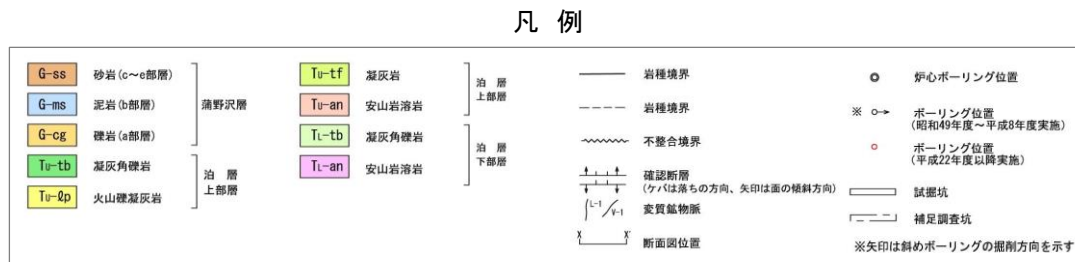 凡 例
G-ss 砂岩(c～e部層)
G-ms 泥岩(b部層)
G-cg 礫岩(a部層)
蒲野沢層
Tu-tb 凝灰角礫岩
Tu-ℓp 火山礫凝灰岩
泊 層
上部層
Tu-tf 凝灰岩
Tu-an 安山岩溶岩
泊 層
上部層
TL-tb 凝灰角礫岩
TL-an 安山岩溶岩
泊 層
下部層
岩種境界
岩種境界
不整合境界
確認断層
(ケバは落ちの方向、矢印は面の傾斜方向)
L-1 V-1 変質鉱物脈
X X' 断面図位置
炉心ボーリング位置
※ ボーリング位置
(昭和49年度～平成8年度実施)
ボーリング位置
(平成22年度以降実施)
試掘坑
補足調査坑
※矢印は斜めボーリングの掘削方向を示す